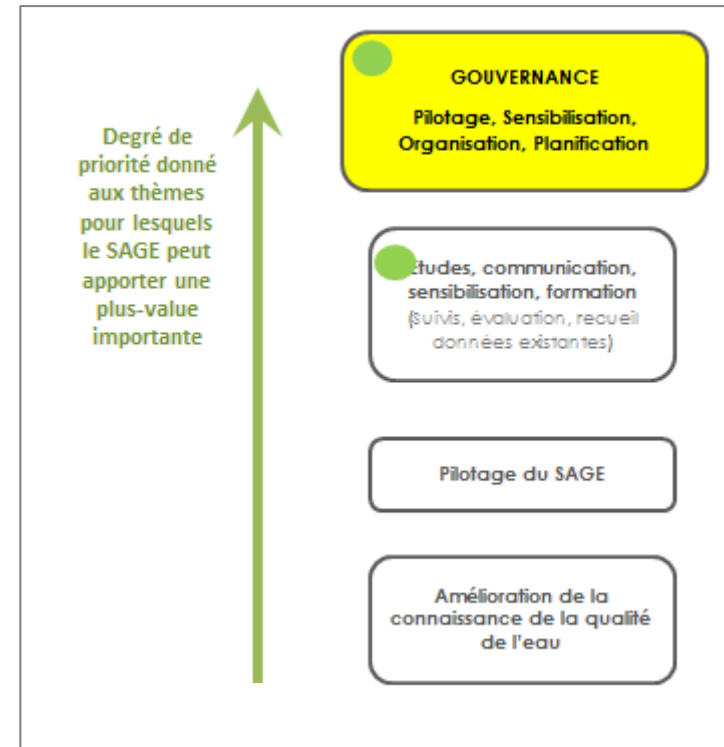 GOUVERNANCE
Pilotage, Sensibilisation,
Organisation, Planification
Degré de
priorité donné
aux thèmes
pour lesquels
le SAGE peut
apporter une
plus-value
importante
Etudes, communication,
sensibilisation, formation
(Suivis, évaluation, recueil
données existantes)
Pilotage du SAGE
Amélioration de la
connaissance de la qualité
de l'eau